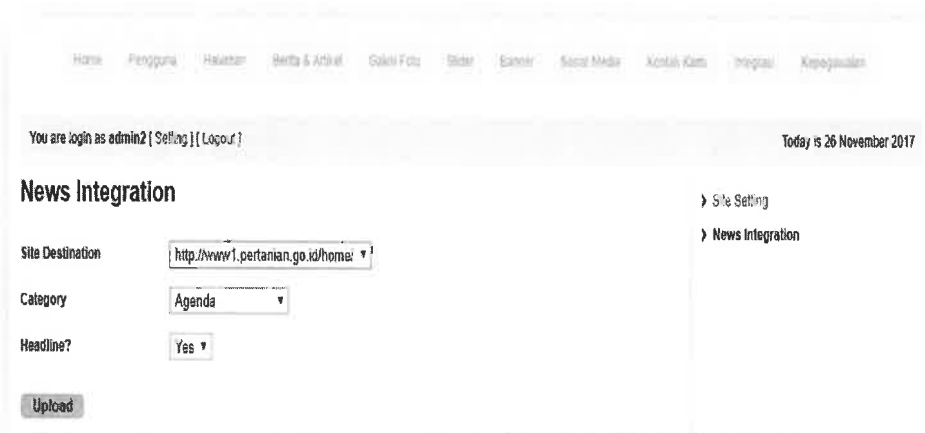 Home Pengguna Halaman Berita & Artikel Galeri Foto Slider Banner Sosial Media Kontak Kami Integrasi Kepegawaian
You are login as admin2 [ Setting ] [ Logout ]
Today is 26 November 2017
News Integration
Site Destination http://www1.pertanian.go.id/home/
Category Agenda
Headline? Yes
Upload
Site Setting
News Integration